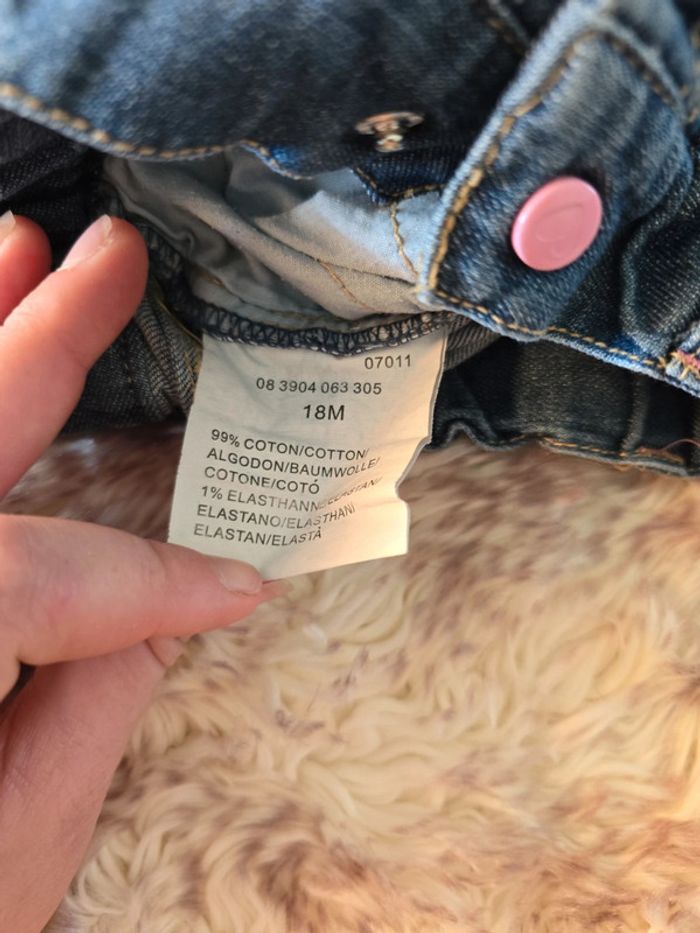 07011
08 3904 063 305
18M
99% COTON/COTTON/
ALGODON/BAUMWOLLE/
COTONE/COTÓ
1% ELASTHANNE/ELASTAN/
ELASTANO/ELASTHAN/
ELASTAN/ELASTÀ